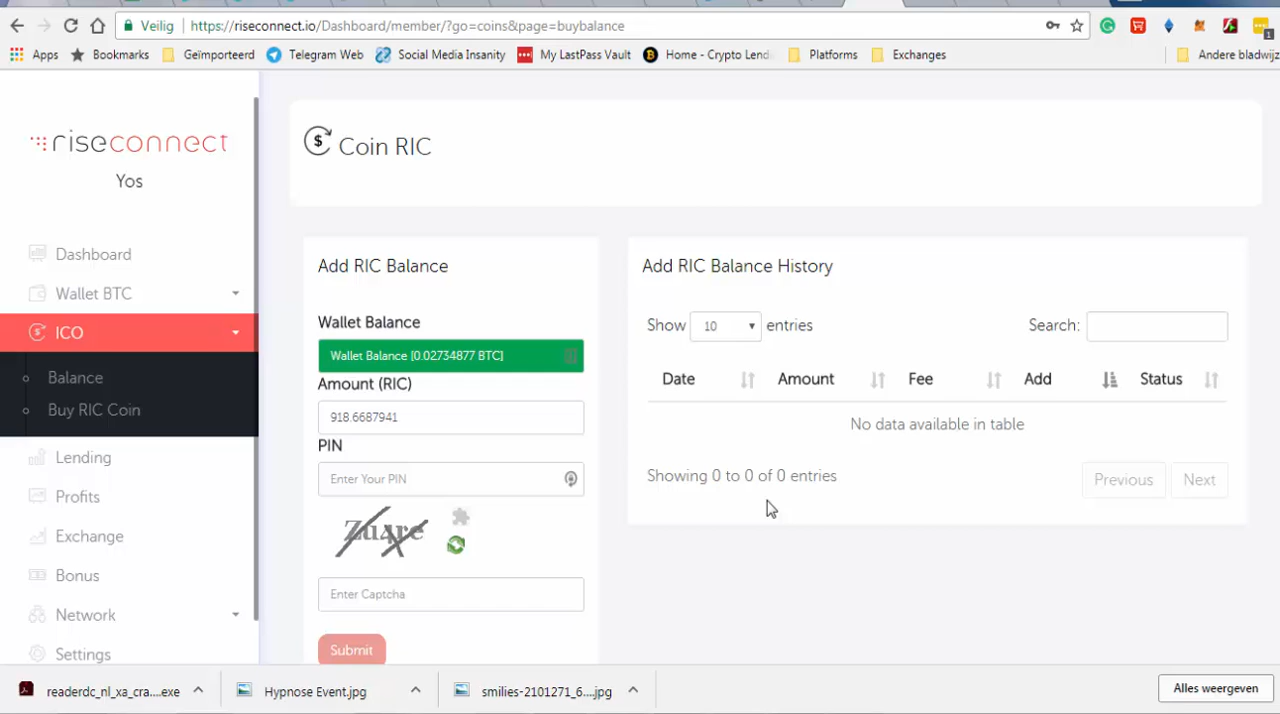 Veilig https://riseconnect.io/Dashboard/member/?go=coins&page=buybalance
Apps Bookmarks Geïmporteerd Telegram Web Social Media Insanity My LastPass Vault Home - Crypto Lend Platforms Exchanges Andere bladwijz
riseconnect
Yos
Dashboard
Wallet BTC
ICO
Balance
Buy RIC Coin
Lending
Profits
Exchange
Bonus
Network
Settings
Coin RIC
Add RIC Balance
Wallet Balance
Wallet Balance [0.02734877 BTC]
Amount (RIC)
918.6687941
PIN
Enter Your PIN
Enter Captcha
Submit
Add RIC Balance History
Show 10 entries Search:
Date Amount Fee Add Status
No data available in table
Showing 0 to 0 of 0 entries Previous Next
readerdc_nl_xa_cra....exe Hypnose Event.jpg smilies-2101271_6....jpg Alles weergeven